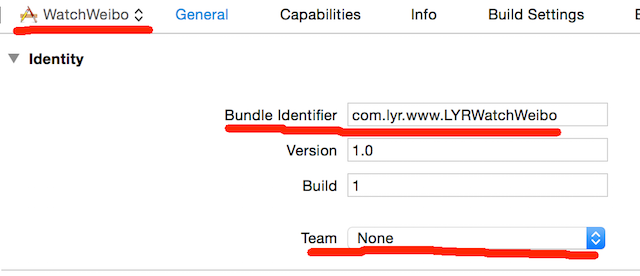 WatchWeibo General Capabilities Info Build Settings
Identity
Bundle Identifier com.lyr.www.LYRWatchWeibo
Version 1.0
Build 1
Team None